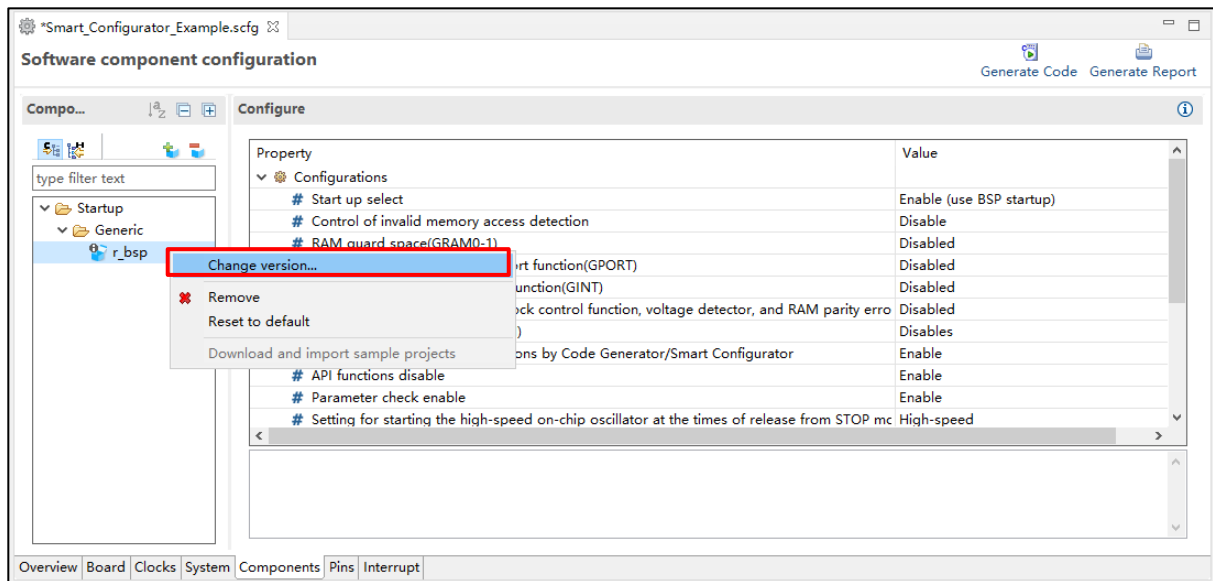 *Smart_Configurator_Example.scfg
Software component configuration
Generate Code
Generate Report
Compo...
Configure
type filter text
Startup
Generic
r_bsp
Change version...
Remove
Reset to default
Download and import sample projects
Property
Value
Configurations
# Start up select
Enable (use BSP startup)
# Control of invalid memory access detection
Disable
# RAM guard space(GRAM0-1)
Disabled
rt function(GPORT)
Disabled
unction(GINT)
Disabled
ock control function, voltage detector, and RAM parity erro
Disabled
)
Disables
ons by Code Generator/Smart Configurator
Enable
# API functions disable
Enable
# Parameter check enable
Enable
# Setting for starting the high-speed on-chip oscillator at the times of release from STOP mc
High-speed
Overview Board Clocks System Components Pins Interrupt